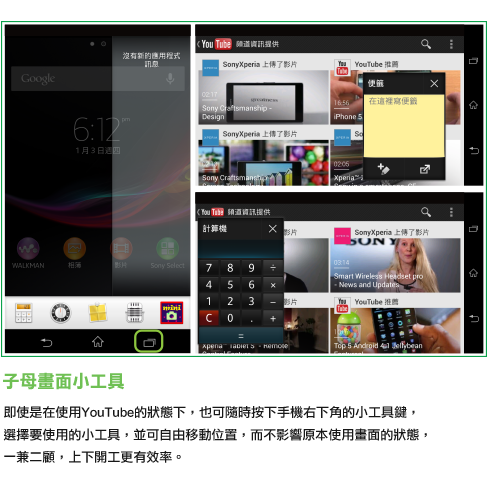 沒有新的應用程式
訊息
Google
6:12
1月3日週四
WALKMAN
相簿
影片
Sony Select
mini
YouTube 頻道資訊提供
SonyXperia 上傳了影片
02:17
Sony Craftsmanship -
Design
SonyXperia 上傳了影片
Sony Craftsmanship -
YouTube 推薦
16:56
iPhone 5
02:05
Xperia™
便籤
在這裡寫便籤
YouTube 頻道資訊提供
計算機
7 8 9 ÷
4 5 6 ×
1 2 3 −
C 0 . +
=
Xperia™ Tablet S - Remote
SonyXperia 上傳了影片
03:14
Smart Wireless Headset pro
- News and Updates
YouTube 推薦
Top 5 Android 4.1 Jellybean
子母畫面小工具
即使是在使用YouTube的狀態下，也可隨時按下手機右下角的小工具鍵，
選擇要使用的小工具，並可自由移動位置，而不影響原本使用畫面的狀態，
一兼二顧，上下開工更有效率。